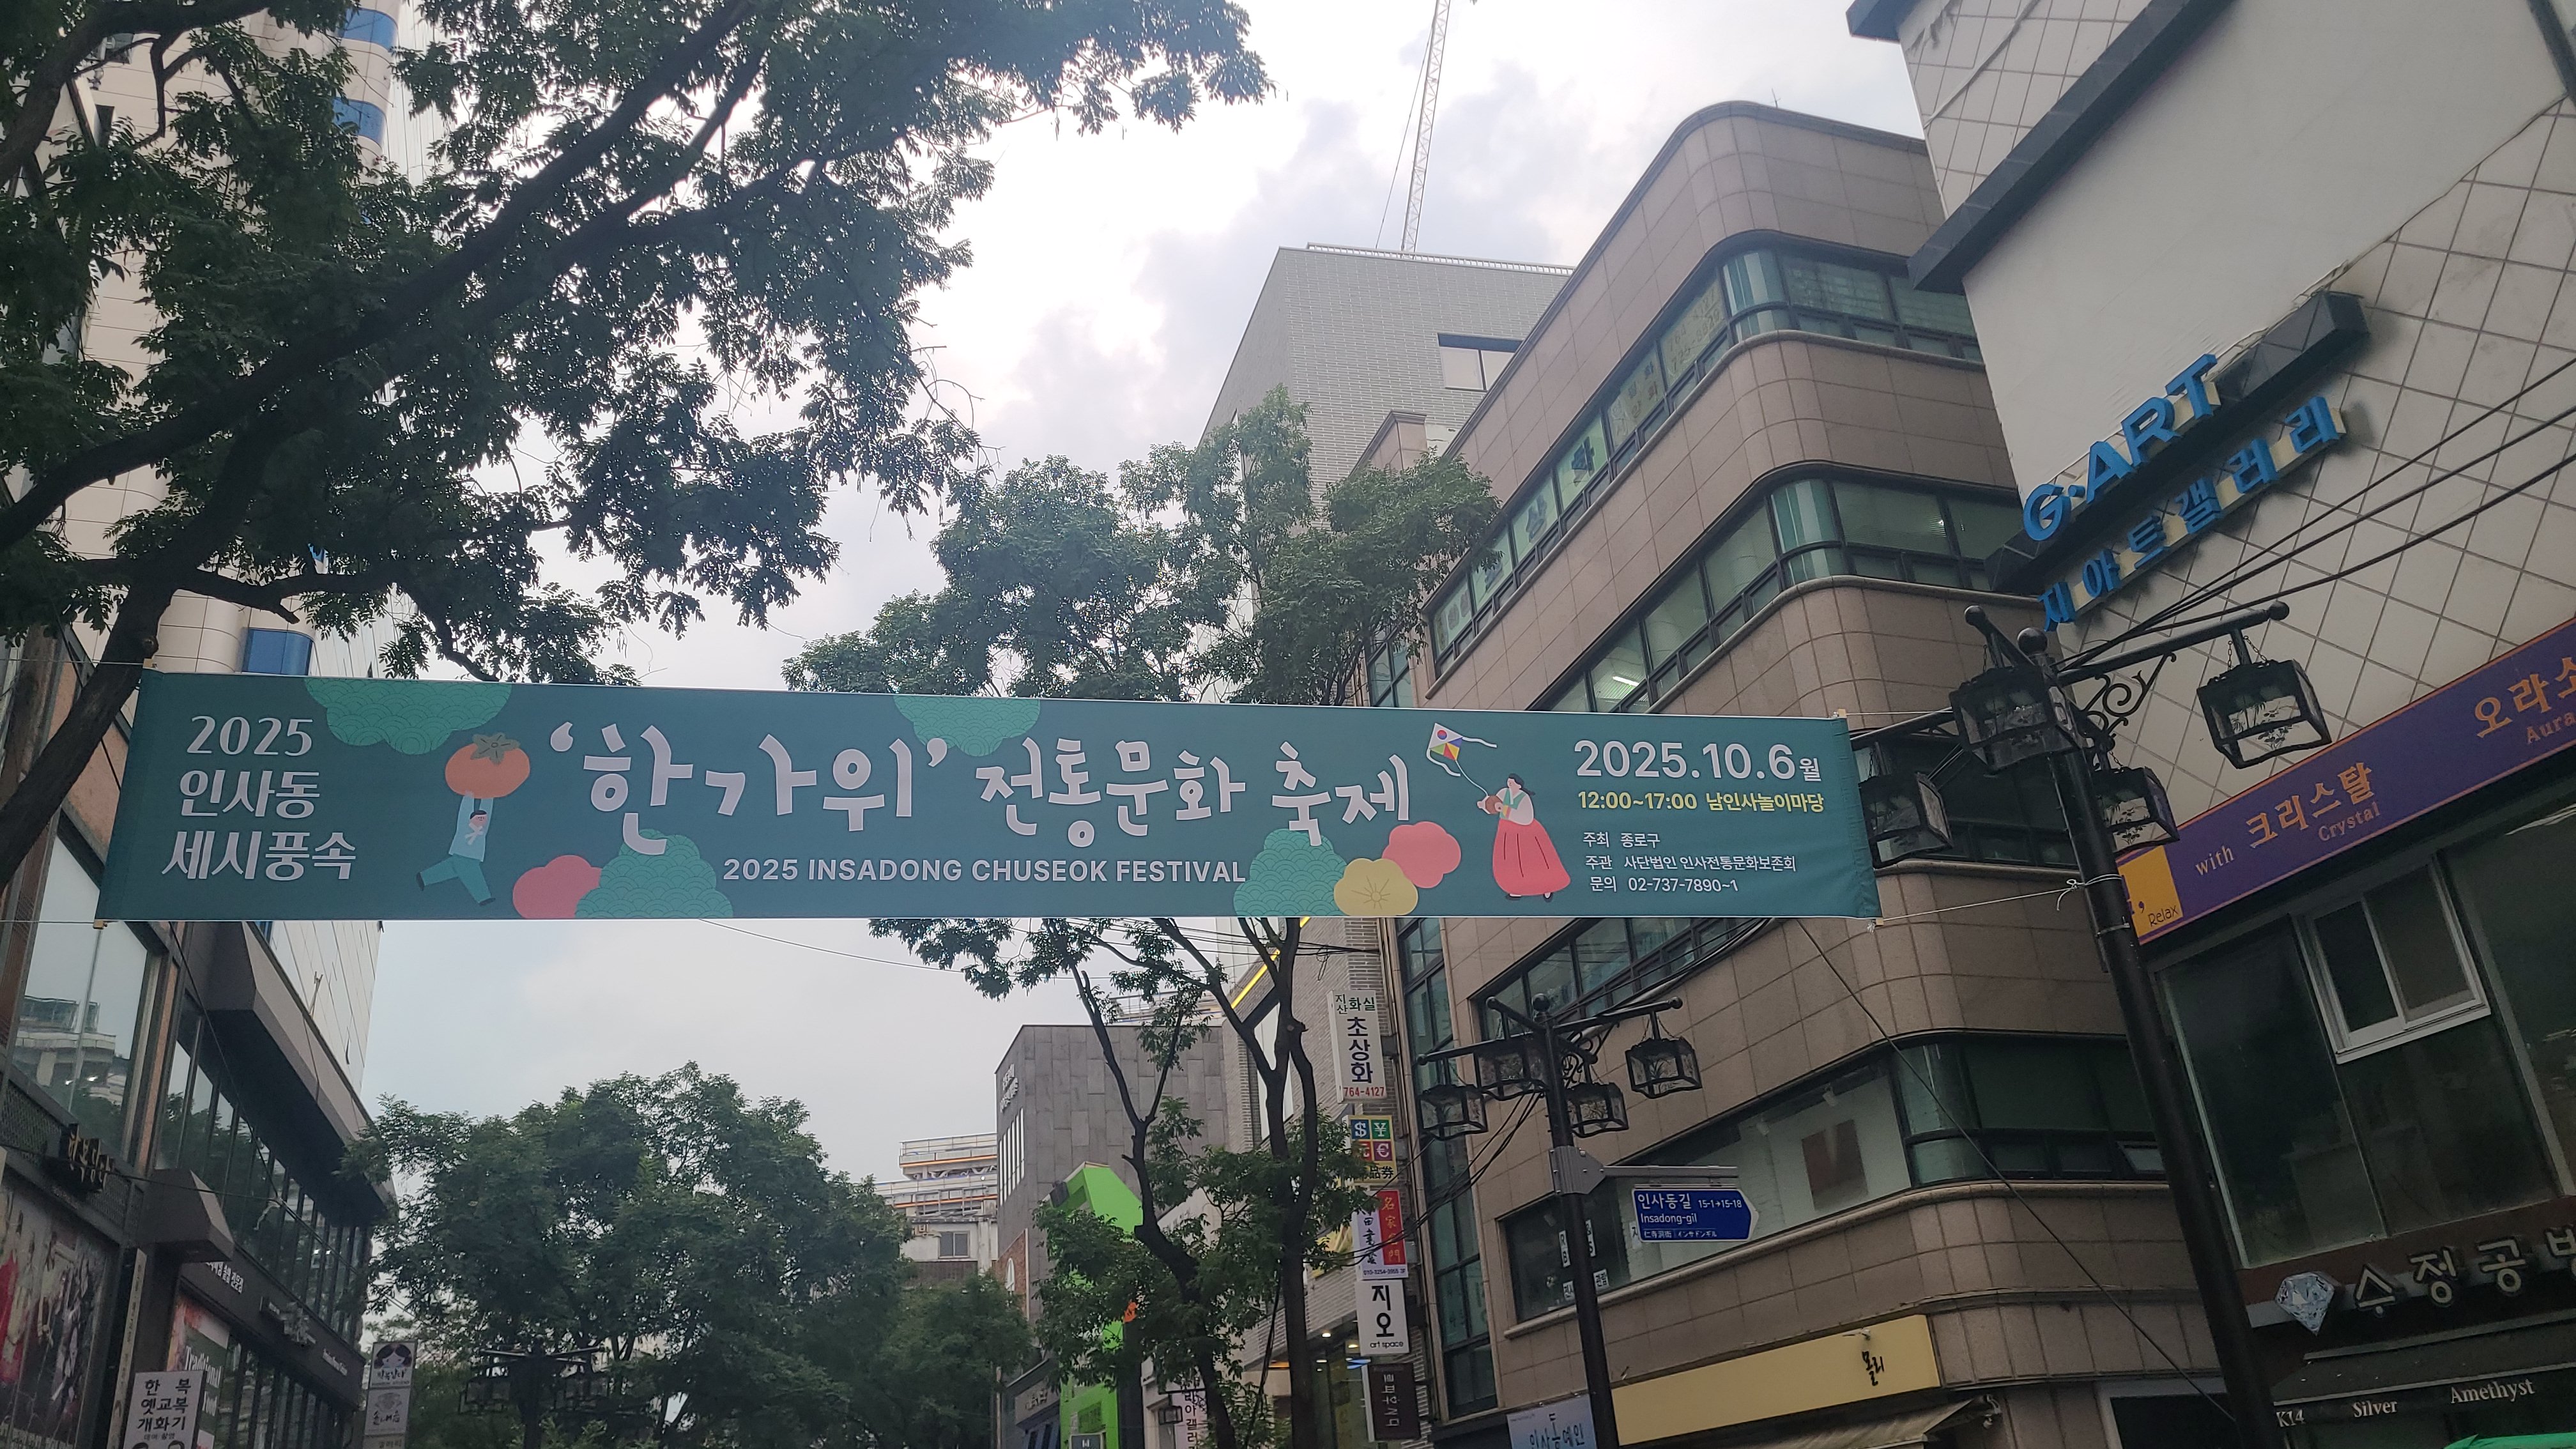 2025
인사동
세시풍속
‘한가위’ 전통문화 축제
2025 INSADONG CHUSEOK FESTIVAL
2025.10.6월
12:00~17:00 남인사놀이마당
주최 종로구
주관 사단법인 인사전통문화보존회
문의 02-737-7890~1
G·ART
지아트갤러리
오라소
Aura
with 크리스탈
Crystal
Relax
초상화
지산화실
초상화
764-4127
$ ¥
€
지오
art space
인사동길 15-1→15-18
Insadong-gil
몰리
수정공방
K14 Silver Amethyst
한복
옛교복
개화기